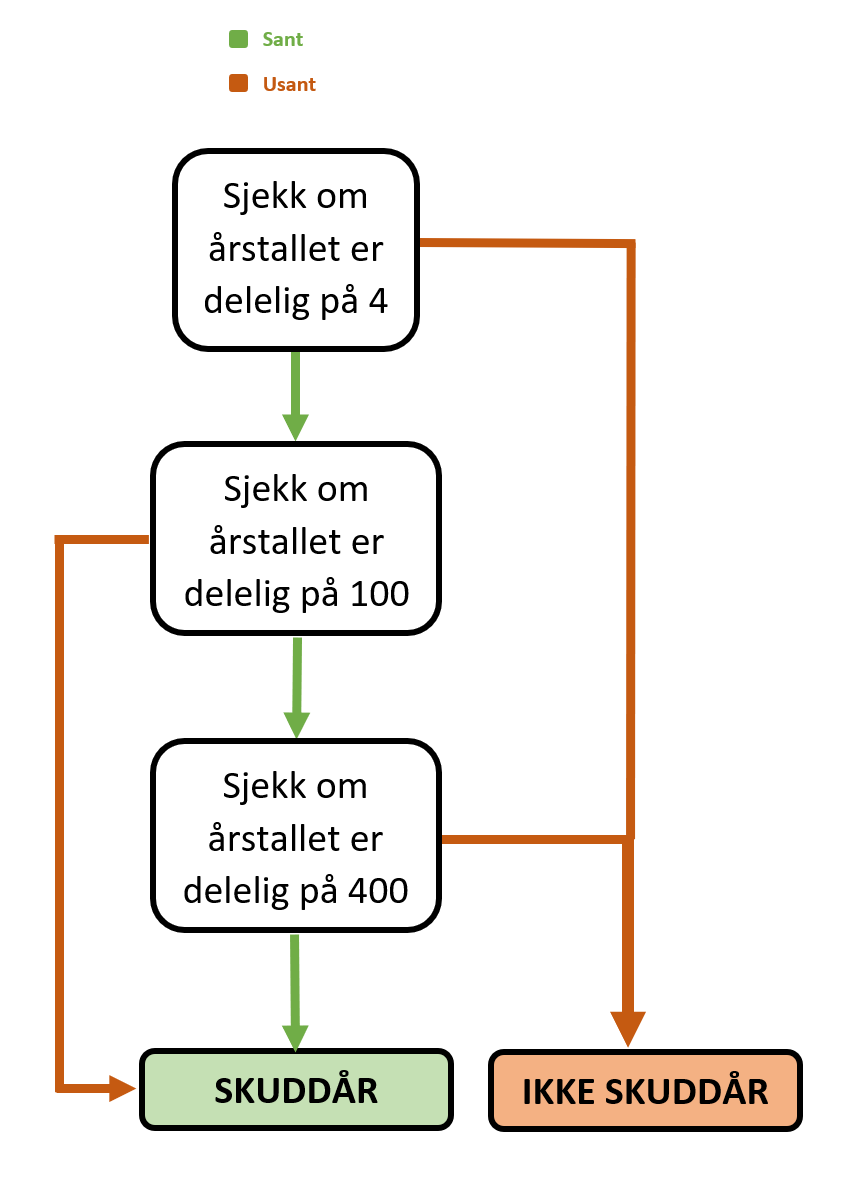 Sant
Usant
Sjekk om
årstallet er
delelig på 4
Sjekk om
årstallet er
delelig på 100
Sjekk om
årstallet er
delelig på 400
SKUDDÅR
IKKE SKUDDÅR